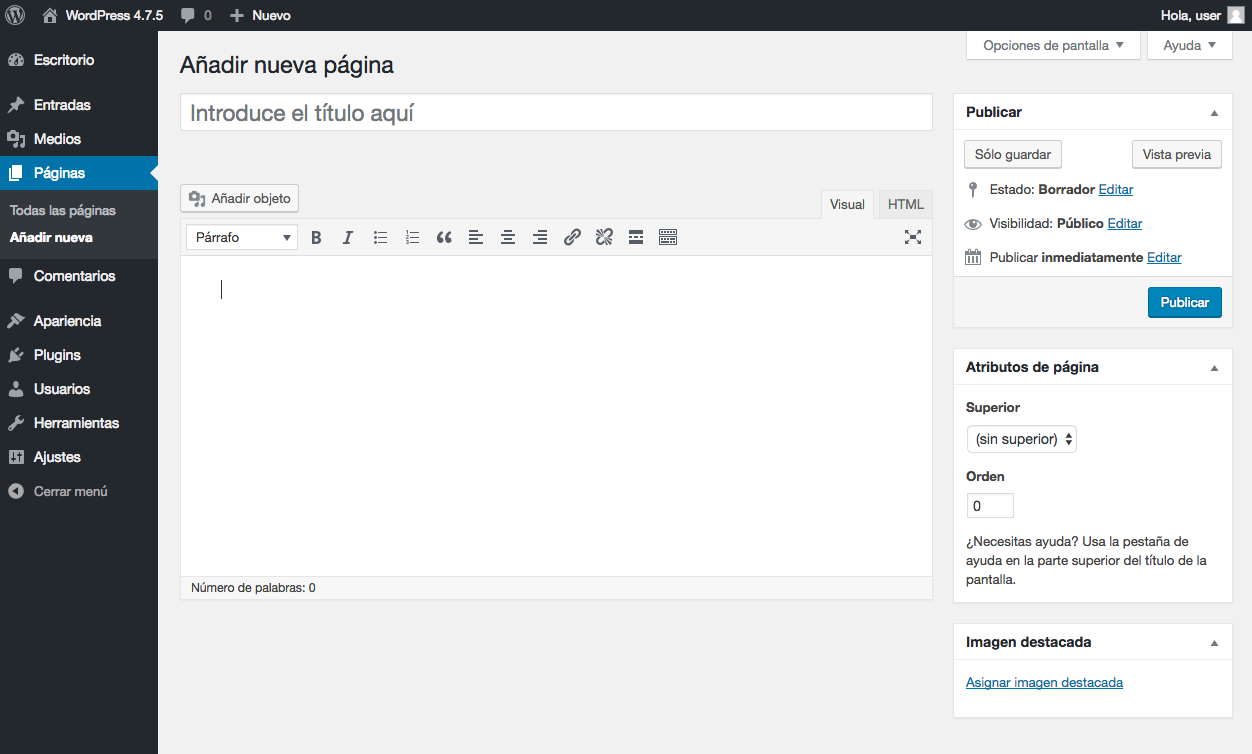 WordPress 4.7.5
0
Nuevo
Hola, user
Escritorio
Entradas
Medios
Páginas
Todas las páginas
Añadir nueva
Comentarios
Apariencia
Plugins
Usuarios
Herramientas
Ajustes
Cerrar menú
Opciones de pantalla
Ayuda
Añadir nueva página
Introduce el título aquí
Añadir objeto
Visual
HTML
Párrafo
B I
Número de palabras: 0
Publicar
Sólo guardar
Vista previa
Estado: Borrador Editar
Visibilidad: Público Editar
Publicar inmediatamente Editar
Publicar
Atributos de página
Superior
(sin superior)
Orden
0
¿Necesitas ayuda? Usa la pestaña de
ayuda en la parte superior del título de la
pantalla.
Imagen destacada
Asignar imagen destacada